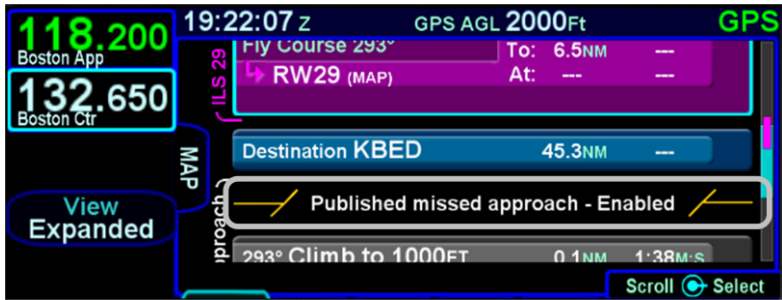 118.200
Boston App
132.650
Boston Ctr
View
Expanded
19:22:07 Z GPS AGL 2000FT GPS
MAP
ILS 29
Fly Course 293° To: 6.5NM ---
RW29 (MAP) At: --- ---
Destination KBED 45.3NM ---
Published missed approach - Enabled
293° Climb to 1000FT 0.1NM 1:38M:S
Scroll Select